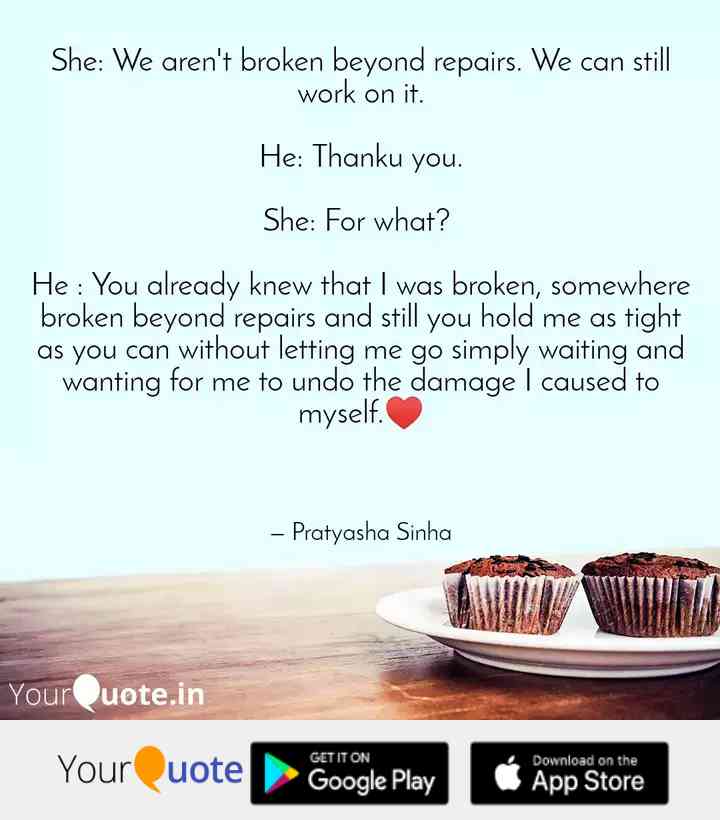 She: We aren't broken beyond repairs. We can still
work on it.
He: Thanku you.
She: For what?
He : You already knew that I was broken, somewhere
broken beyond repairs and still you hold me as tight
as you can without letting me go simply waiting and
wanting for me to undo the damage I caused to
myself.❤️
– Pratyasha Sinha
YourQuote.in
YourQuote
GET IT ON
Google Play
Download on the
App Store